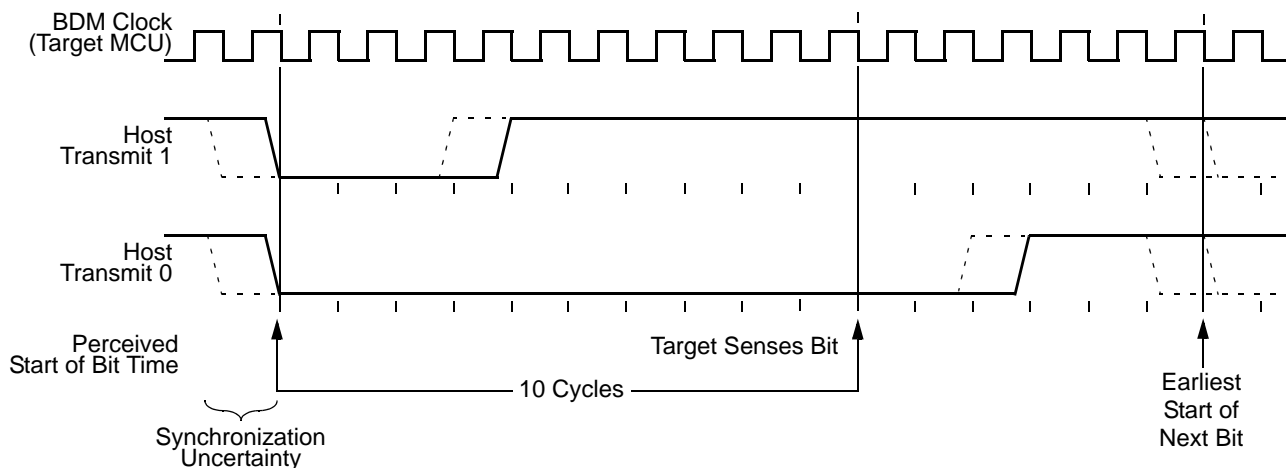 BDM Clock
(Target MCU)
Host
Transmit 1
Host
Transmit 0
Perceived
Start of Bit Time
Target Senses Bit
10 Cycles
Earliest
Start of
Next Bit
Synchronization
Uncertainty